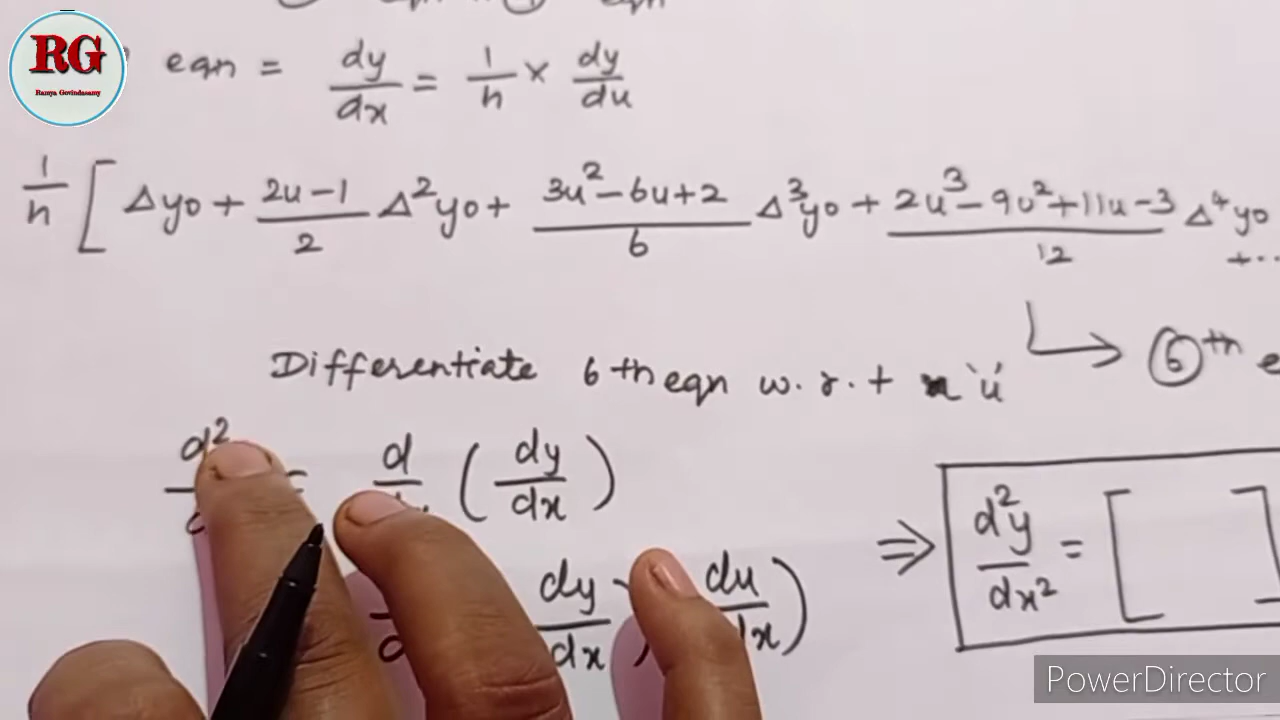 RG
Ramya Govindasamy
eqn = dy/dx = 1/h × dy/du
1/h [ Δy0 + 2u-1/2 Δ²y0 + 3u²-6u+2/6 Δ³y0 + 2u³-9u²+11u-3/12 Δ⁴y0
+..
↳ 6th e
Differentiate 6th eqn w.r.t 'u'
d² = d ( dy/dx )
dy/dx du/dx )
⇒ d²y/dx² = [ ]
PowerDirector